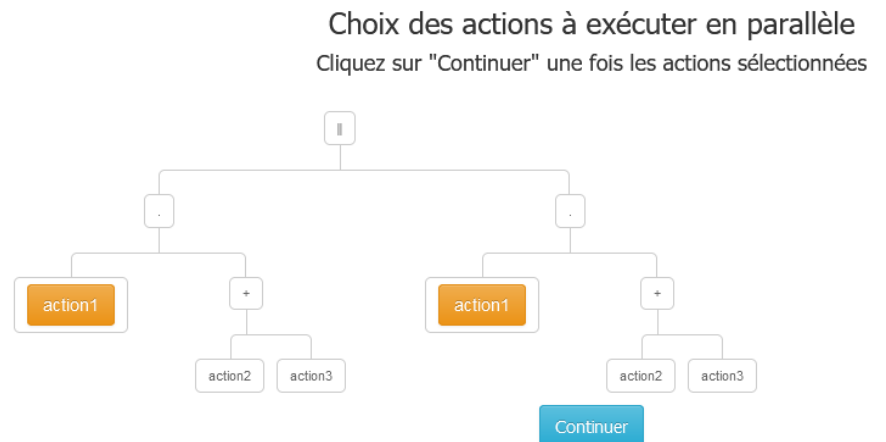 Choix des actions à exécuter en parallèle
Cliquez sur "Continuer" une fois les actions sélectionnées
||
. .
action1 + action1 +
action2 action3 action2 action3
Continuer